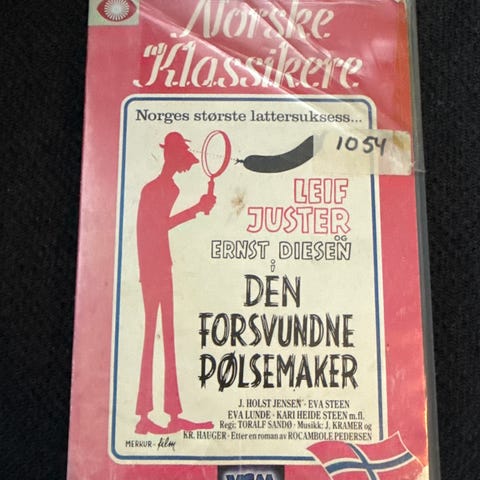 Norske
Klassikere
Norges største lattersuksess...
1054
LEIF
JUSTER
OG
ERNST DIESEN
i
DEN
FORSVUNDNE
PØLSEMAKER
J. HOLST JENSEN · EVA STEEN
EVA LUNDE · KARI HEIDE STEEN m.fl.
Regi: TORALF SANDØ · Musikk: J. KRAMER og
KR. HAUGER · Etter en roman av ROCAMBOLE PEDERSEN
MERKUR-film